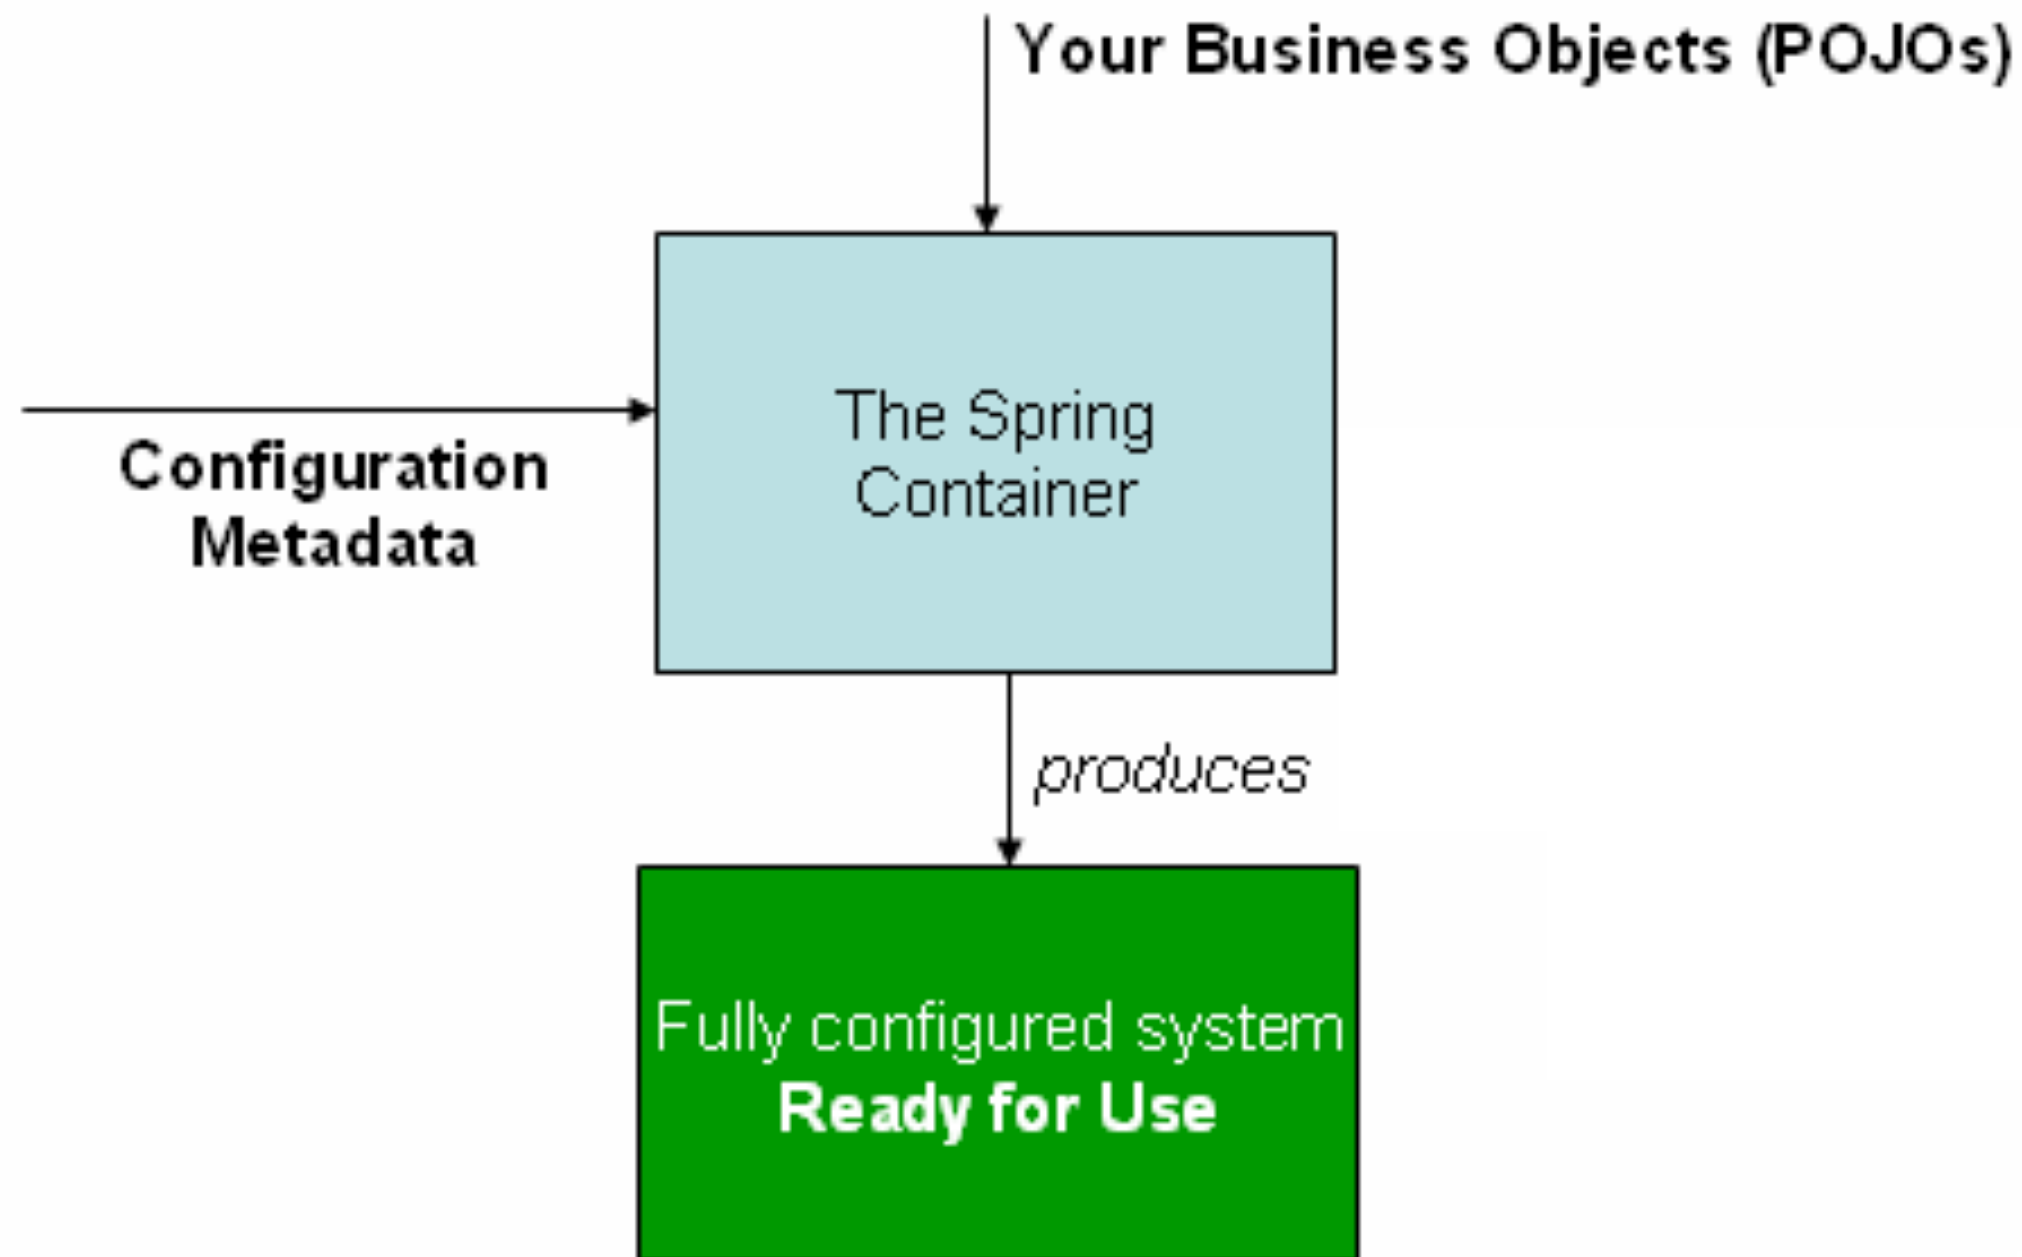 Your Business Objects (POJOs)
Configuration
Metadata
The Spring
Container
produces
Fully configured system
Ready for Use